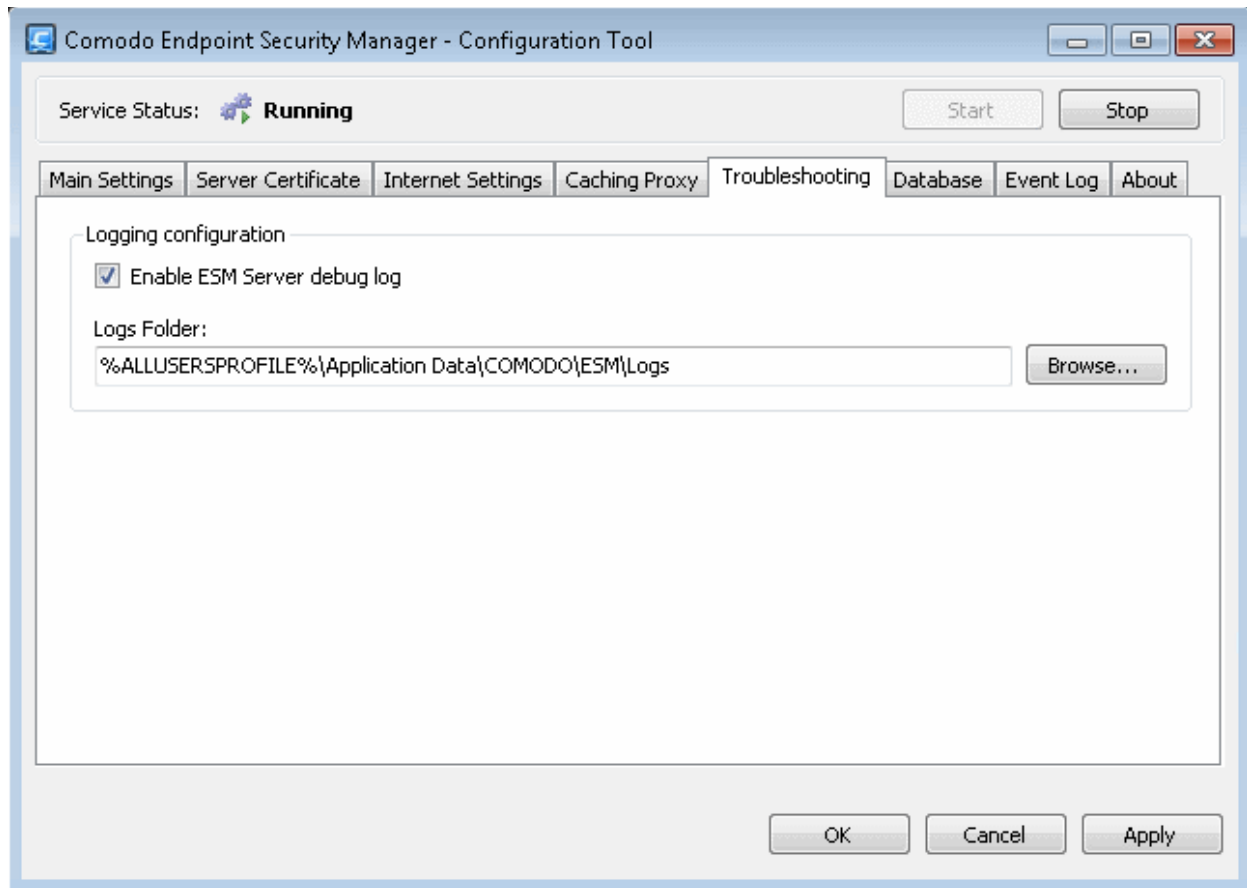 Comodo Endpoint Security Manager - Configuration Tool
Service Status: Running Start Stop
Main Settings Server Certificate Internet Settings Caching Proxy Troubleshooting Database Event Log About
Logging configuration
Enable ESM Server debug log
Logs Folder:
%ALLUSERSPROFILE%\Application Data\COMODO\ESM\Logs Browse...
OK Cancel Apply